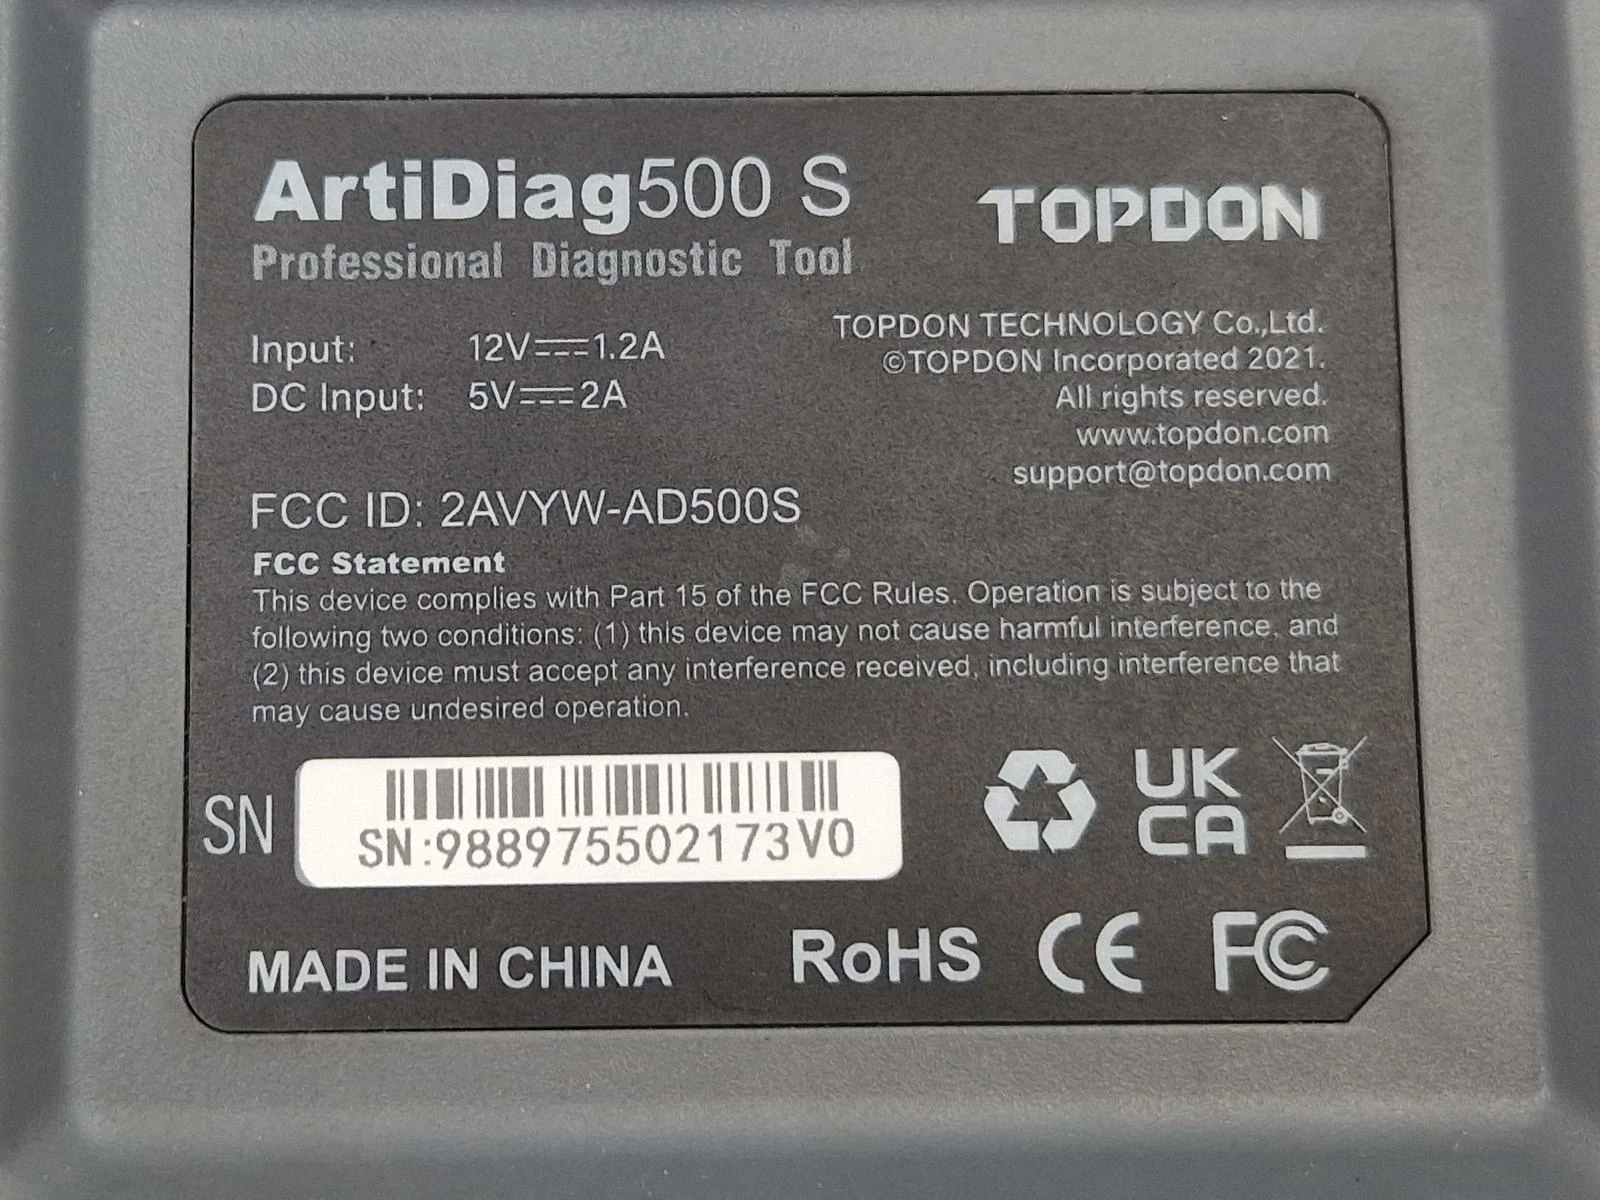 ArtiDiag500 S
Professional Diagnostic Tool
TOPDON
Input: 12V⎓1.2A
DC Input: 5V⎓2A
TOPDON TECHNOLOGY Co.,Ltd.
©TOPDON Incorporated 2021.
All rights reserved.
www.topdon.com
support@topdon.com
FCC ID: 2AVYW-AD500S
FCC Statement
This device complies with Part 15 of the FCC Rules. Operation is subject to the
following two conditions: (1) this device may not cause harmful interference, and
(2) this device must accept any interference received, including interference that
may cause undesired operation.
SN
SN:988975502173V0
UK
CA
MADE IN CHINA
RoHS CE FC